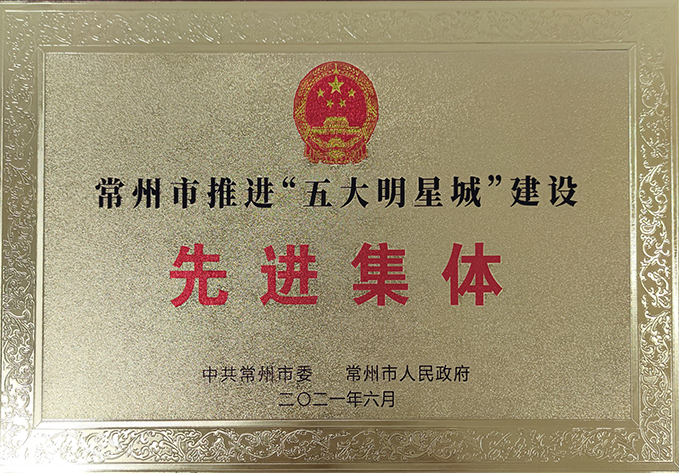 常州市推进“五大明星城”建设
先进集体
中共常州市委 常州市人民政府
二〇二一年六月